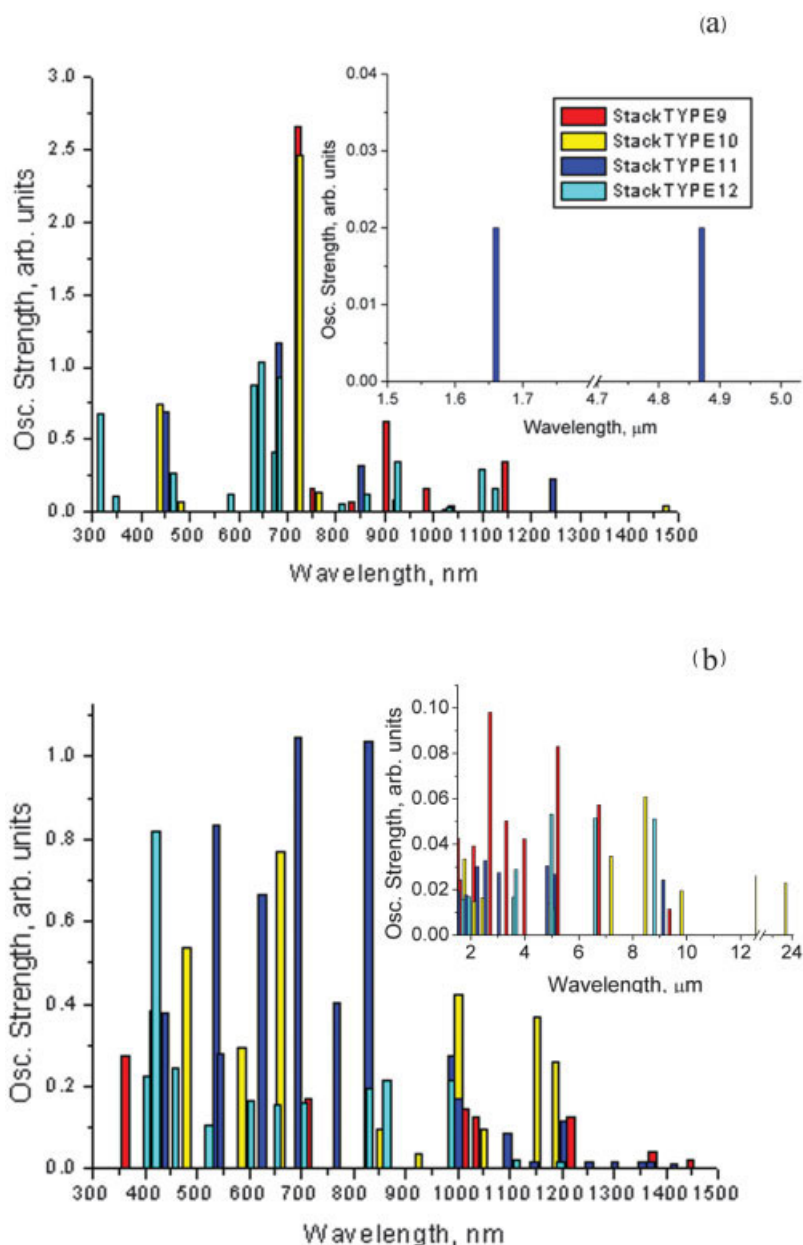 (a)
3.0
2.5
2.0
1.5
1.0
0.5
0.0
Osc. Strength, arb. units
300 400 500 600 700 800 900 1000 1100 1200 1300 1400 1500
Wavelength, nm
0.04
0.03
0.02
0.01
0.00
Osc. Strength, arb. units
1.5 1.6 1.7 4.7 4.8 4.9 5.0
Wavelength, μm
StackTYPE9
StackTYPE10
StackTYPE11
StackTYPE12
(b)
1.0
0.8
0.6
0.4
0.2
0.0
Osc. Strength, arb. units
300 400 500 600 700 800 900 1000 1100 1200 1300 1400 1500
Wavelength, nm
0.10
0.08
0.06
0.04
0.02
0.00
Osc. Strength, arb. units
2 4 6 8 10 12 24
Wavelength, μm